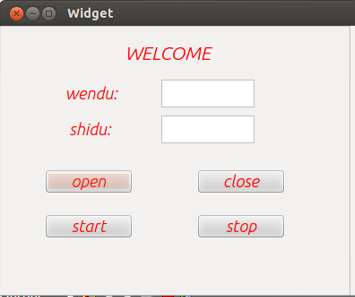 Widget
WELCOME
wendu:
shidu:
open close
start stop